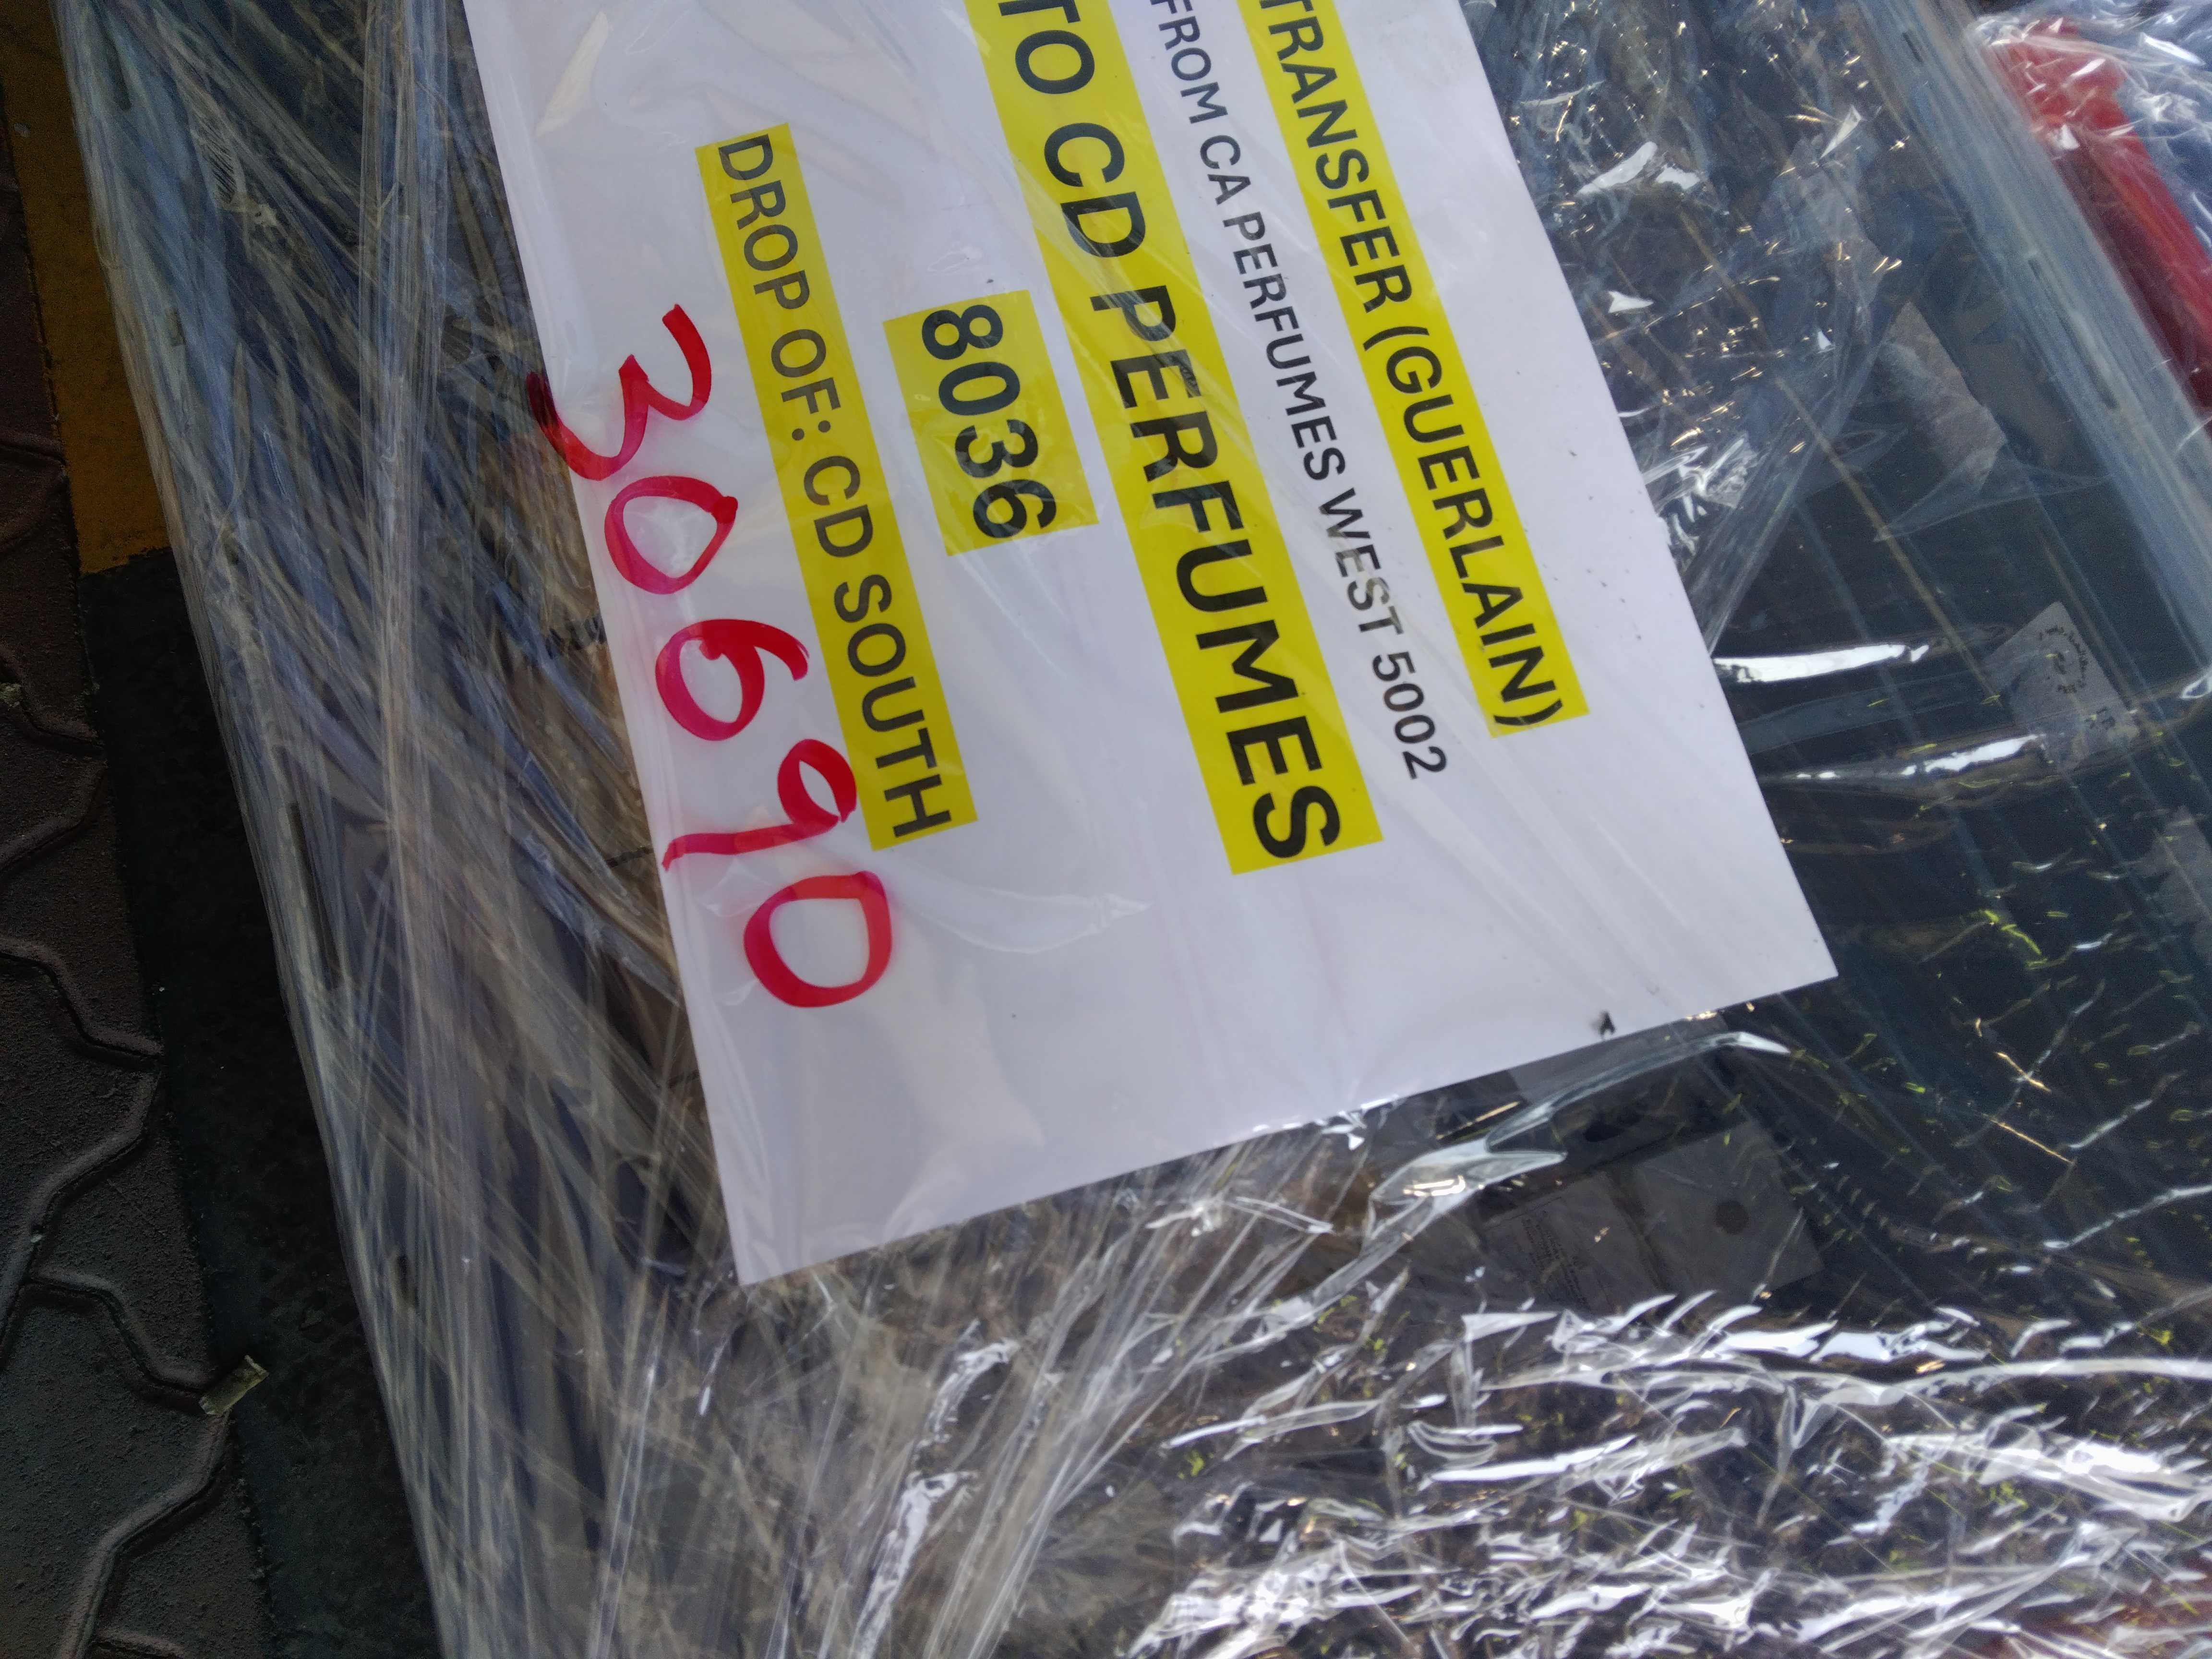 TRANSFER (GUERLAIN)
FROM CA PERFUMES WEST 5002
TO CD PERFUMES
8036
DROP OF: CD SOUTH
30690